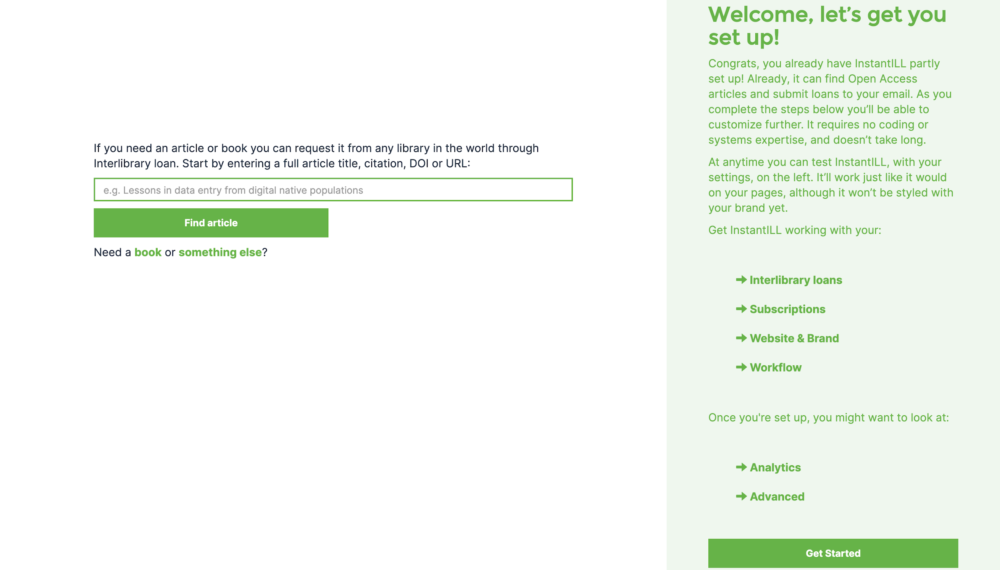 If you need an article or book you can request it from any library in the world through
Interlibrary loan. Start by entering a full article title, citation, DOI or URL:
e.g. Lessons in data entry from digital native populations
Find article
Need a book or something else?
Welcome, let’s get you
set up!
Congrats, you already have InstantILL partly
set up! Already, it can find Open Access
articles and submit loans to your email. As you
complete the steps below you’ll be able to
customize further. It requires no coding or
systems expertise, and doesn’t take long.
At anytime you can test InstantILL, with your
settings, on the left. It’ll work just like it would
on your pages, although it won’t be styled with
your brand yet.
Get InstantILL working with your:
Interlibrary loans
Subscriptions
Website & Brand
Workflow
Once you're set up, you might want to look at:
Analytics
Advanced
Get Started